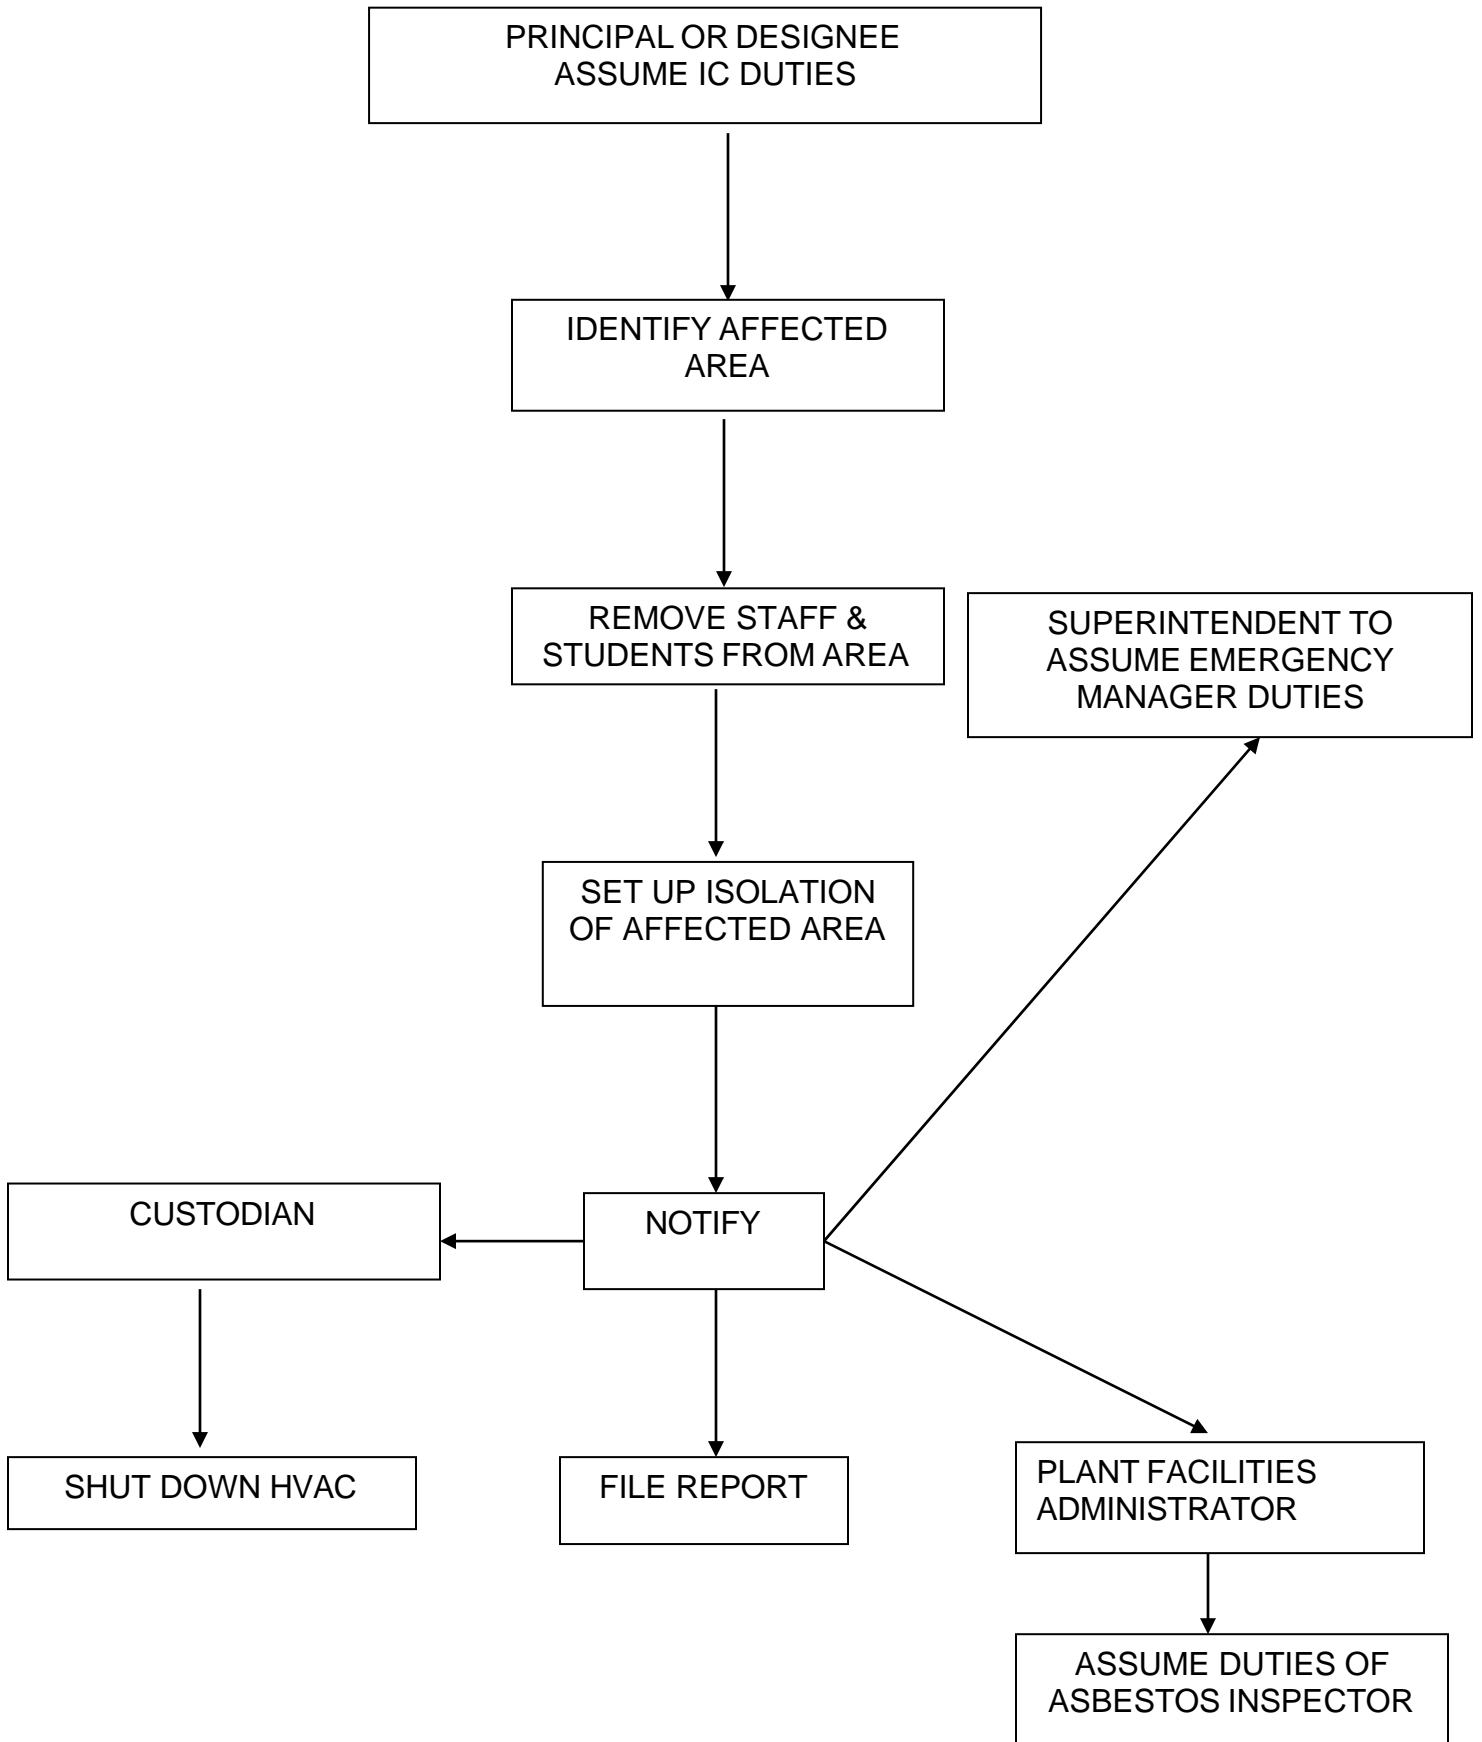 PRINCIPAL OR DESIGNEE
ASSUME IC DUTIES
IDENTIFY AFFECTED
AREA
REMOVE STAFF &
STUDENTS FROM AREA
SUPERINTENDENT TO
ASSUME EMERGENCY
MANAGER DUTIES
SET UP ISOLATION
OF AFFECTED AREA
CUSTODIAN
NOTIFY
SHUT DOWN HVAC
FILE REPORT
PLANT FACILITIES
ADMINISTRATOR
ASSUME DUTIES OF
ASBESTOS INSPECTOR